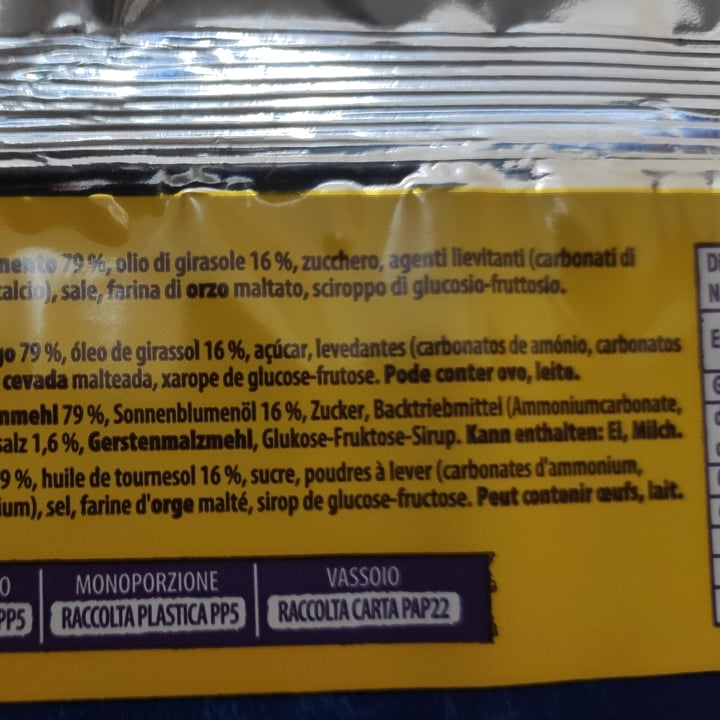 mento 79 %, olio di girasole 16 %, zucchero, agenti lievitanti (carbonati di
calcio), sale, farina di orzo maltato, sciroppo di glucosio-fruttosio.
go 79 %, óleo de girassol 16 %, açúcar, levedantes (carbonatos de amónio, carbonatos
cevada malteada, xarope de glucose-frutose. Pode conter ovo, leite.
nmehl 79 %, Sonnenblumenöl 16 %, Zucker, Backtriebmittel (Ammoniumcarbonate,
salz 1,6 %, Gerstenmalzmehl, Glukose-Fruktose-Sirup. Kann enthalten: Ei, Milch.
9 %, huile de tournesol 16 %, sucre, poudres à lever (carbonates d'ammonium,
ium), sel, farine d'orge malté, sirop de glucose-fructose. Peut contenir œufs, lait.
O MONOPORZIONE VASSOIO
PP5 RACCOLTA PLASTICA PP5 RACCOLTA CARTA PAP22